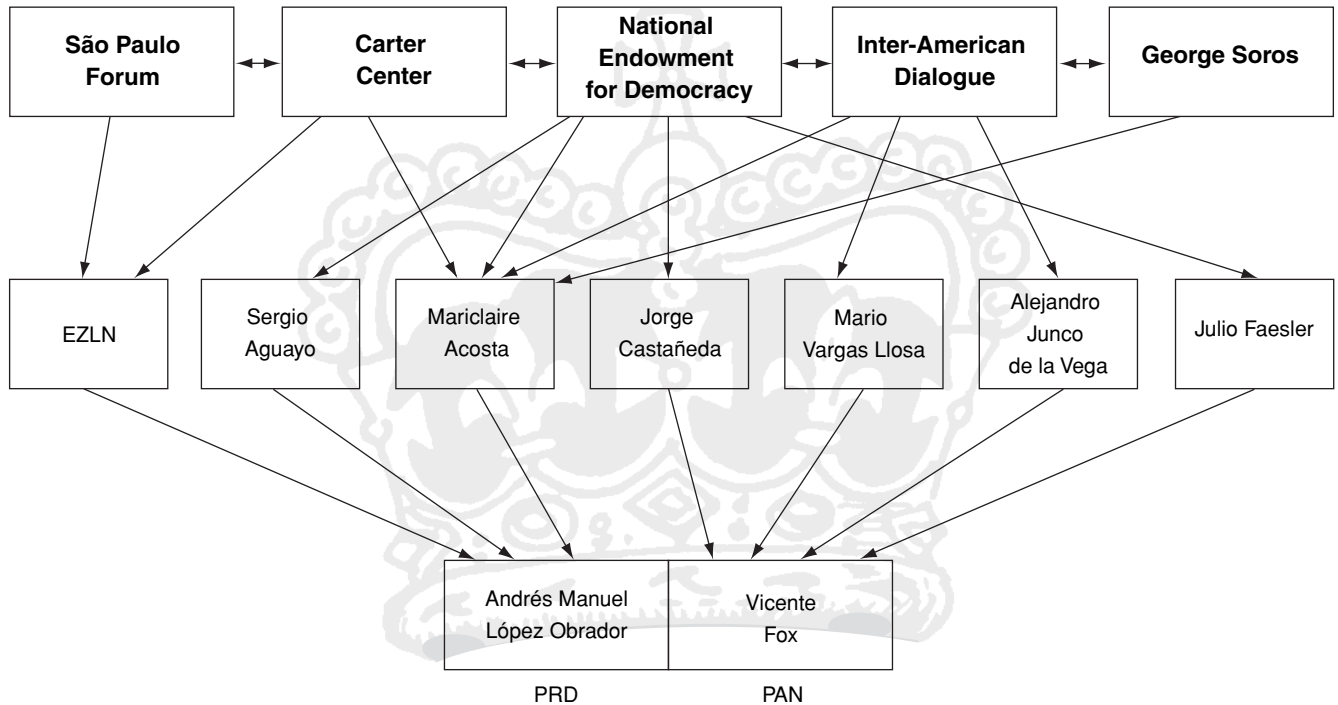 São Paulo
Forum
Carter
Center
National
Endowment
for Democracy
Inter-American
Dialogue
George Soros
EZLN
Sergio
Aguayo
Mariclaire
Acosta
Jorge
Castañeda
Mario
Vargas Llosa
Alejandro
Junco
de la Vega
Julio Faesler
Andrés Manuel
López Obrador
Vicente
Fox
PRD
PAN